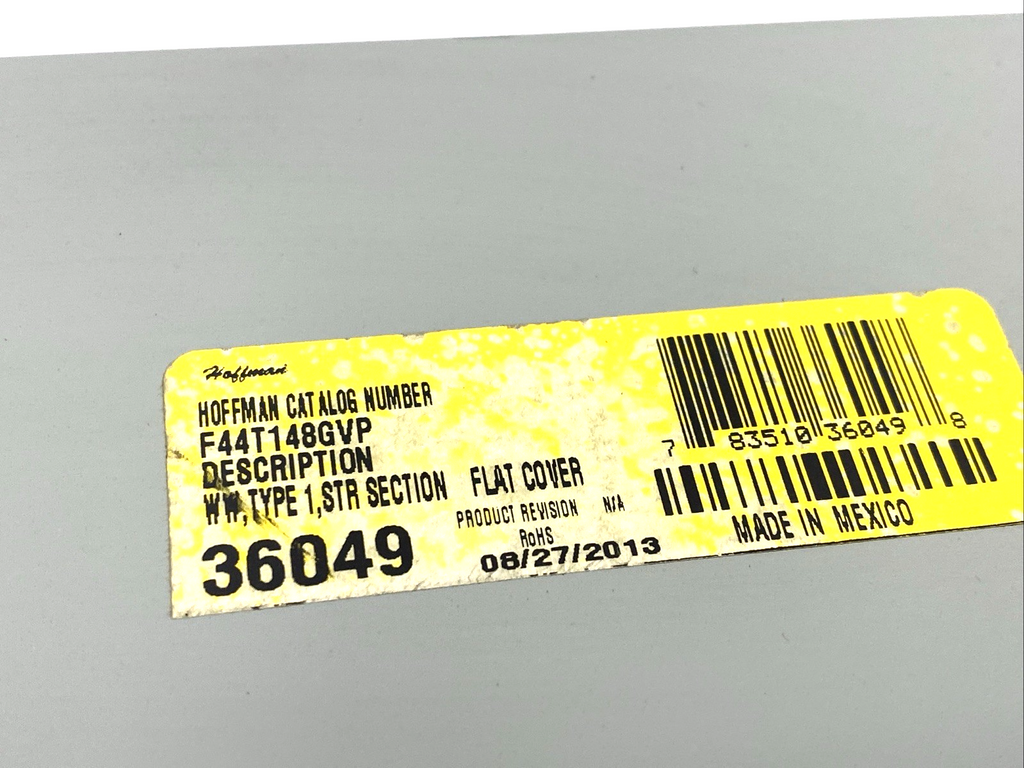 Hoffman
HOFFMAN CATALOG NUMBER
F44T148GVP
DESCRIPTION
WW,TYPE 1,STR SECTION FLAT COVER
PRODUCT REVISION N/A
RoHS
36049
08/27/2013
7 83510 36049 8
MADE IN MEXICO